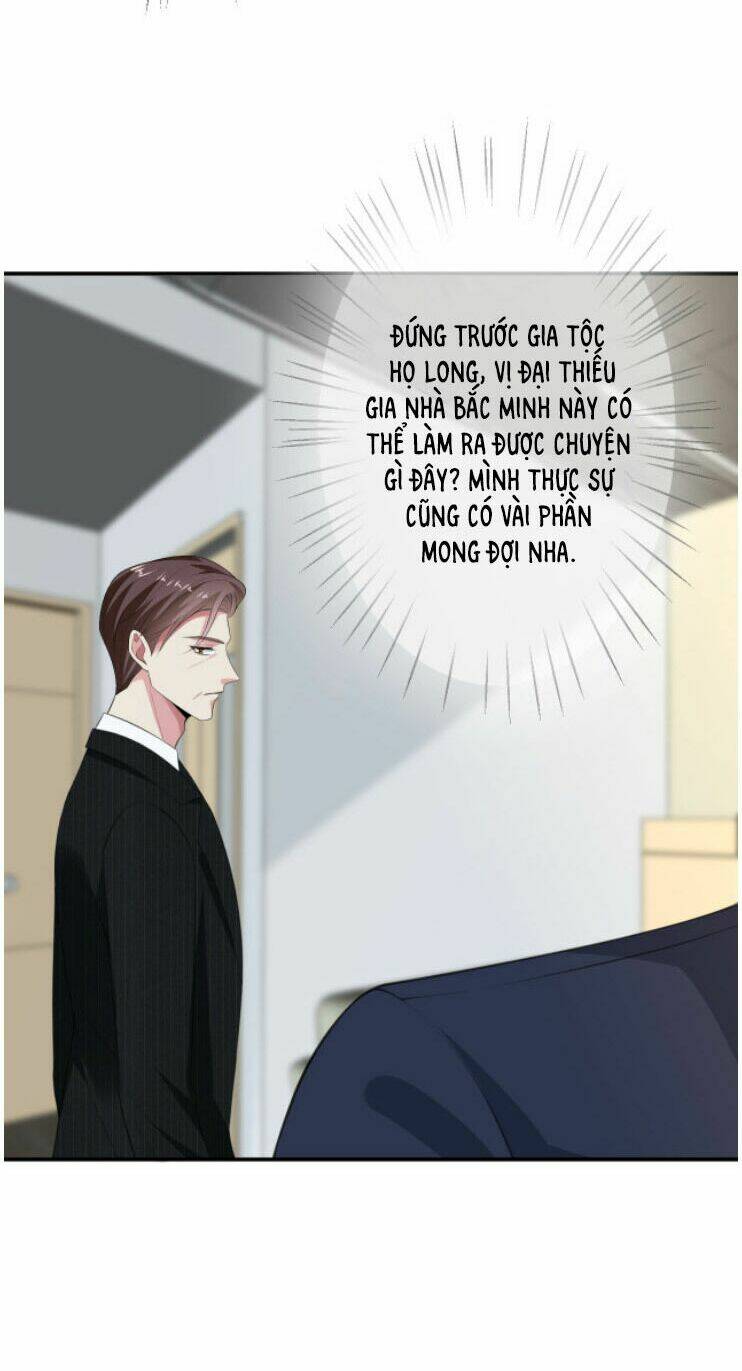 ĐỨNG TRƯỚC GIA TỘC
HỌ LONG, VỊ ĐẠI THIẾU
GIA NHÀ BẮC MINH NÀY CÓ
THỂ LÀM RA ĐƯỢC CHUYỆN
GÌ ĐÂY? MÌNH THỰC SỰ
CŨNG CÓ VÀI PHẦN
MONG ĐỢI NHA.